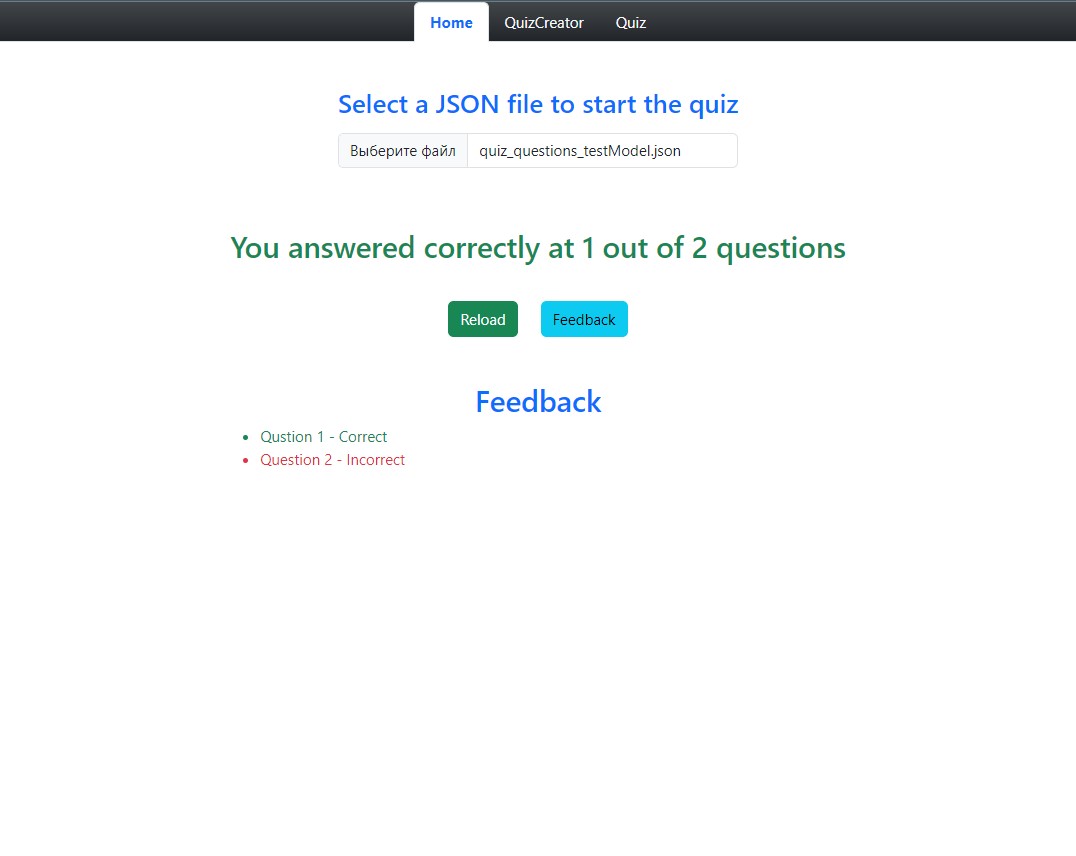 Home QuizCreator Quiz
Select a JSON file to start the quiz
Выберите файл quiz_questions_testModel.json
You answered correctly at 1 out of 2 questions
Reload Feedback
Feedback
Qustion 1 - Correct
Question 2 - Incorrect